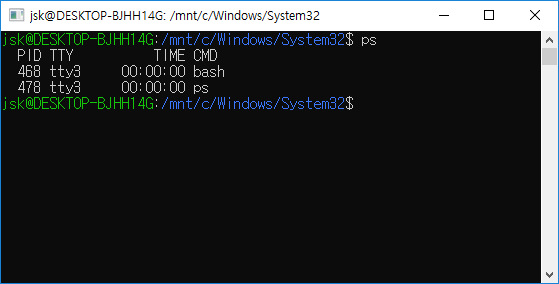 jsk@DESKTOP-BJHH14G: /mnt/c/Windows/System32
jsk@DESKTOP-BJHH14G:/mnt/c/Windows/System32$ ps
  PID TTY          TIME CMD
  468 tty3     00:00:00 bash
  478 tty3     00:00:00 ps
jsk@DESKTOP-BJHH14G:/mnt/c/Windows/System32$